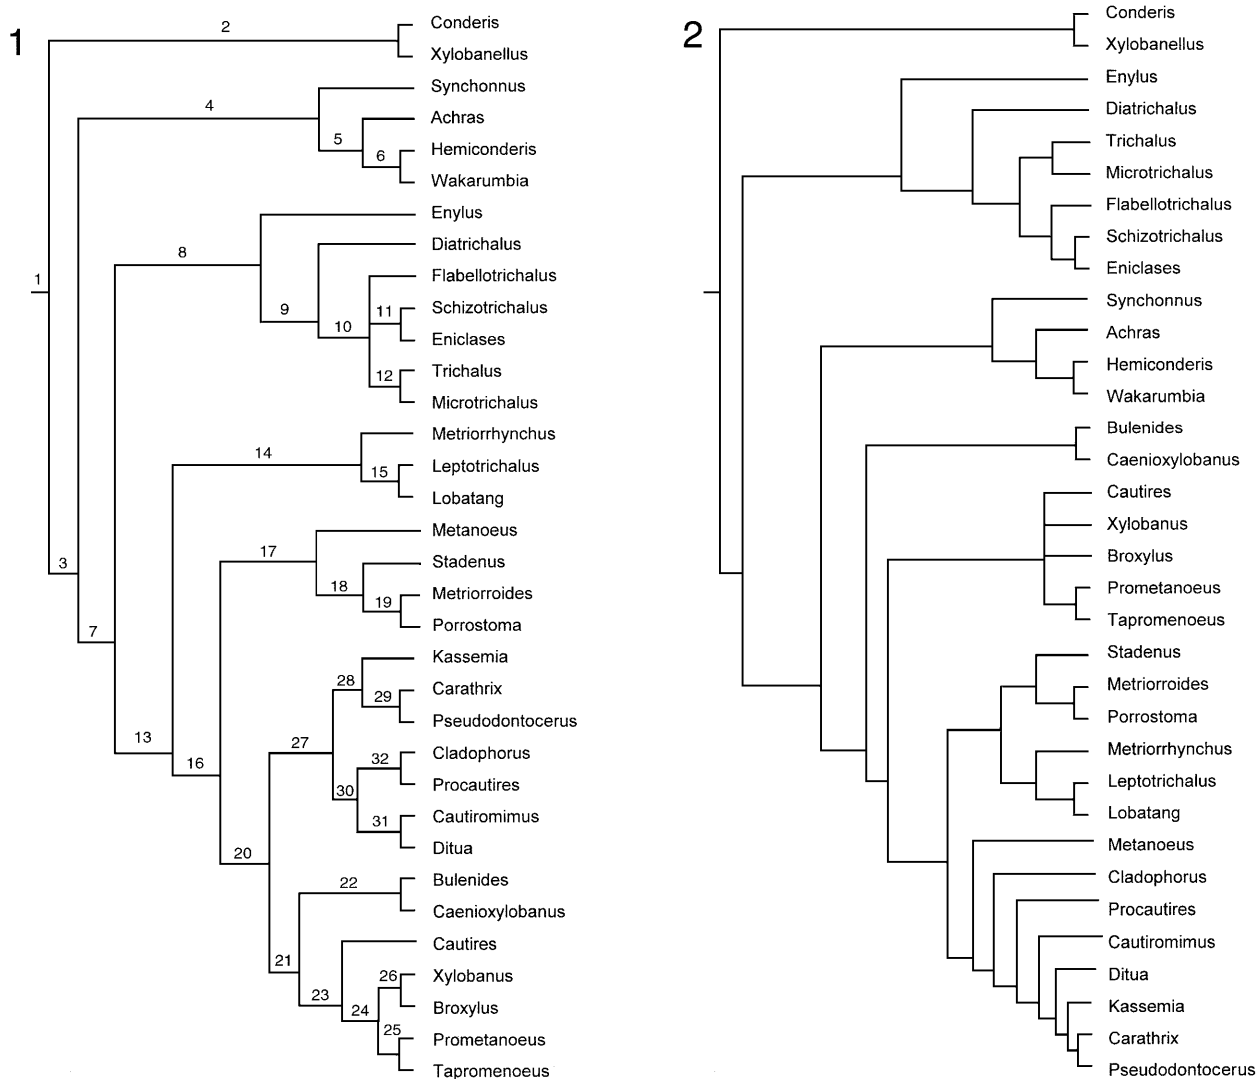 1
2
Conderis
Xylobanellus
4
Synchonnus
5
Achras
6
Hemiconderis
Wakarumbia
8
Enylus
9
Diatrichalus
10
Flabellotrichalus
11
Schizotrichalus
Eniclases
12
Trichalus
Microtrichalus
1
14
Metriorrhynchus
15
Leptotrichalus
Lobatang
3
17
Metanoeus
18
Stadenus
19
Metriorroides
Porrostoma
7
28
Kassemia
29
Carathrix
Pseudodontocerus
13
27
32
Cladophorus
16
30
Procautires
31
Cautiromimus
Ditua
20
22
Bulenides
Caenioxylobanus
21
Cautires
23
26
Xylobanus
24
Broxylus
25
Prometanoeus
Tapromenoeus
2
Conderis
Xylobanellus
Enylus
Diatrichalus
Trichalus
Microtrichalus
Flabellotrichalus
Schizotrichalus
Eniclases
Synchonnus
Achras
Hemiconderis
Wakarumbia
Bulenides
Caenioxylobanus
Cautires
Xylobanus
Broxylus
Prometanoeus
Tapromenoeus
Stadenus
Metriorroides
Porrostoma
Metriorrhynchus
Leptotrichalus
Lobatang
Metanoeus
Cladophorus
Procautires
Cautiromimus
Ditua
Kassemia
Carathrix
Pseudodontocerus